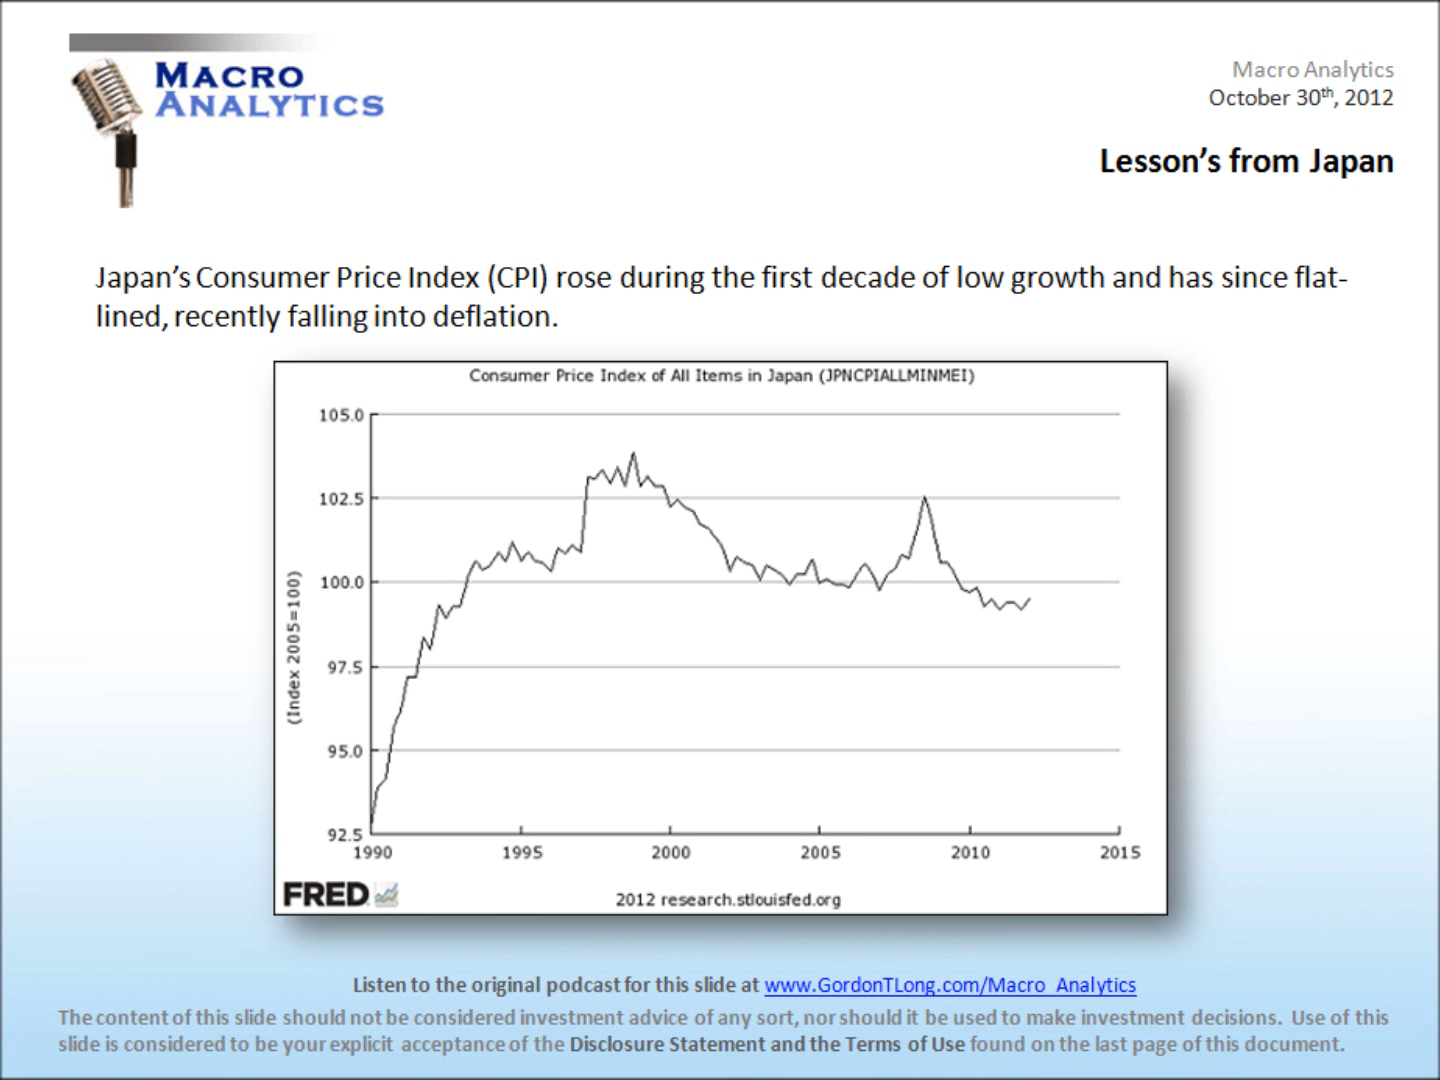 MACRO
ANALYTICS
Macro Analytics
October 30th, 2012
Lesson's from Japan
Japan's Consumer Price Index (CPI) rose during the first decade of low growth and has since flat-
lined, recently falling into deflation.
Consumer Price Index of All Items in Japan (JPNCPIALLMINMEI)
105.0
102.5
100.0
97.5
95.0
92.5
(Index 2005=100)
1990 1995 2000 2005 2010 2015
FRED
2012 research.stlouisfed.org
Listen to the original podcast for this slide at www.GordonTLong.com/Macro_Analytics
The content of this slide should not be considered investment advice of any sort, nor should it be used to make investment decisions. Use of this
slide is considered to be your explicit acceptance of the Disclosure Statement and the Terms of Use found on the last page of this document.